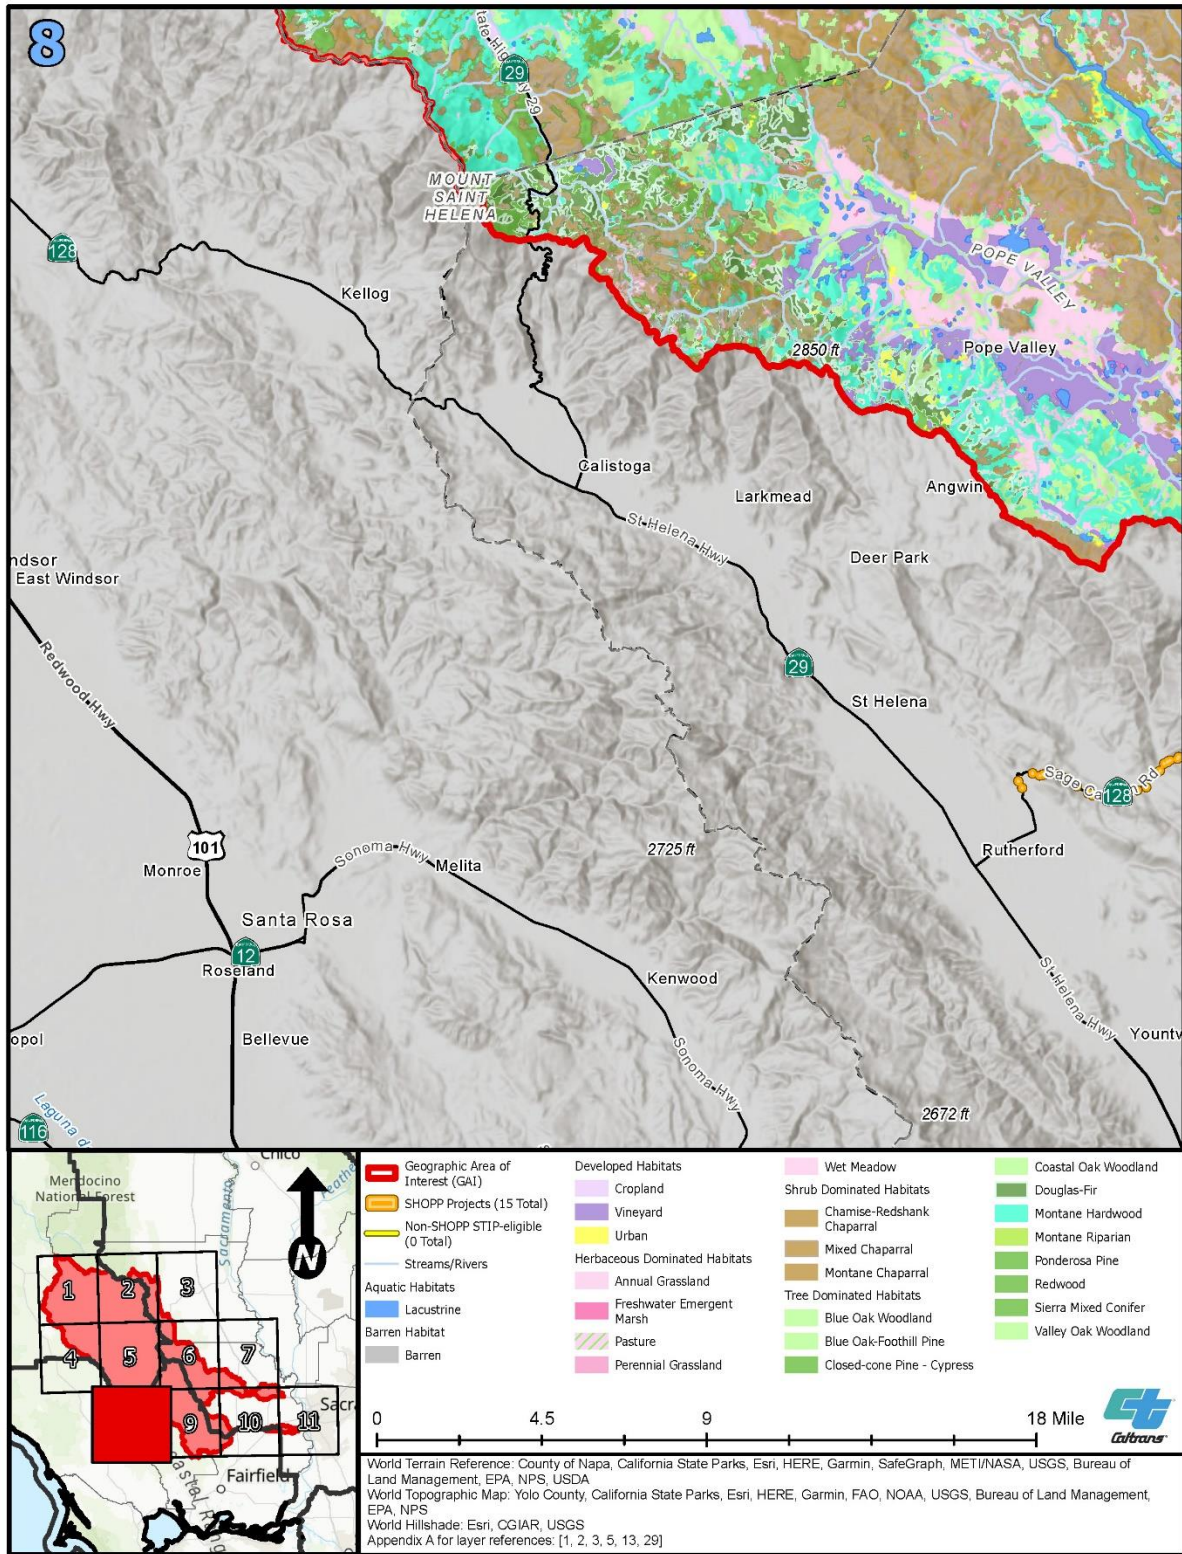 8
State Highway 29
29
MOUNT
SAINT
HELENA
128
Kellog
POPE VALLEY
2850 ft
Pope Valley
Calistoga
Larkmead
Angwin
St Helena Hwy
Deer Park
ndsor
East Windsor
Redwood Hwy
29
St Helena
Sage Canyon Rd
128
101
Monroe
Sonoma Hwy
Melita
2725 ft
Rutherford
Santa Rosa
12
Roseland
Kenwood
St Helena Hwy
opol
Bellevue
Sonoma Hwy
Yountv
Laguna d
116
2672 ft
Chico
Mendocino
National Forest
Sacramento
Feathe
N
1
2
3
4
5
6
7
9
10
11
Sacra
Fairfield
astal Rang
Geographic Area of
Interest (GAI)
SHOPP Projects (15 Total)
Non-SHOPP STIP-eligible
(0 Total)
Streams/Rivers
Aquatic Habitats
Lacustrine
Barren Habitat
Barren
Developed Habitats
Cropland
Vineyard
Urban
Herbaceous Dominated Habitats
Annual Grassland
Freshwater Emergent
Marsh
Pasture
Perennial Grassland
Wet Meadow
Shrub Dominated Habitats
Chamise-Redshank
Chaparral
Mixed Chaparral
Montane Chaparral
Tree Dominated Habitats
Blue Oak Woodland
Blue Oak-Foothill Pine
Closed-cone Pine - Cypress
Coastal Oak Woodland
Douglas-Fir
Montane Hardwood
Montane Riparian
Ponderosa Pine
Redwood
Sierra Mixed Conifer
Valley Oak Woodland
0 4.5 9 18 Mile
Caltrans
World Terrain Reference: County of Napa, California State Parks, Esri, HERE, Garmin, SafeGraph, METI/NASA, USGS, Bureau of
Land Management, EPA, NPS, USDA
World Topographic Map: Yolo County, California State Parks, Esri, HERE, Garmin, FAO, NOAA, USGS, Bureau of Land Management,
EPA, NPS
World Hillshade: Esri, CGIAR, USGS
Appendix A for layer references: [1, 2, 3, 5, 13, 29]